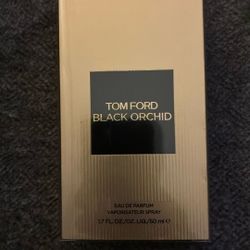 TOM FORD
BLACK ORCHID
EAU DE PARFUM
VAPORISATEUR SPRAY
1.7 FL.OZ./OZ.LIQ./50 ml ℮